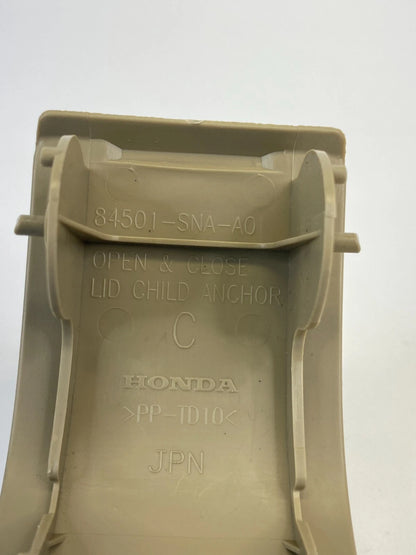 84501-SNA-A0
OPEN & CLOSE
LID CHILD ANCHOR
C
HONDA
>PP-TD10<
JPN